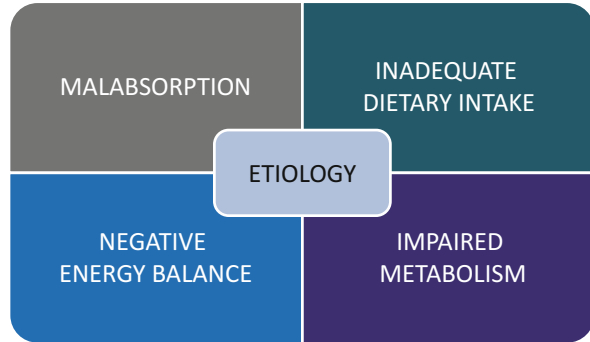 MALABSORPTION
INADEQUATE
DIETARY INTAKE
ETIOLOGY
NEGATIVE
ENERGY BALANCE
IMPAIRED
METABOLISM